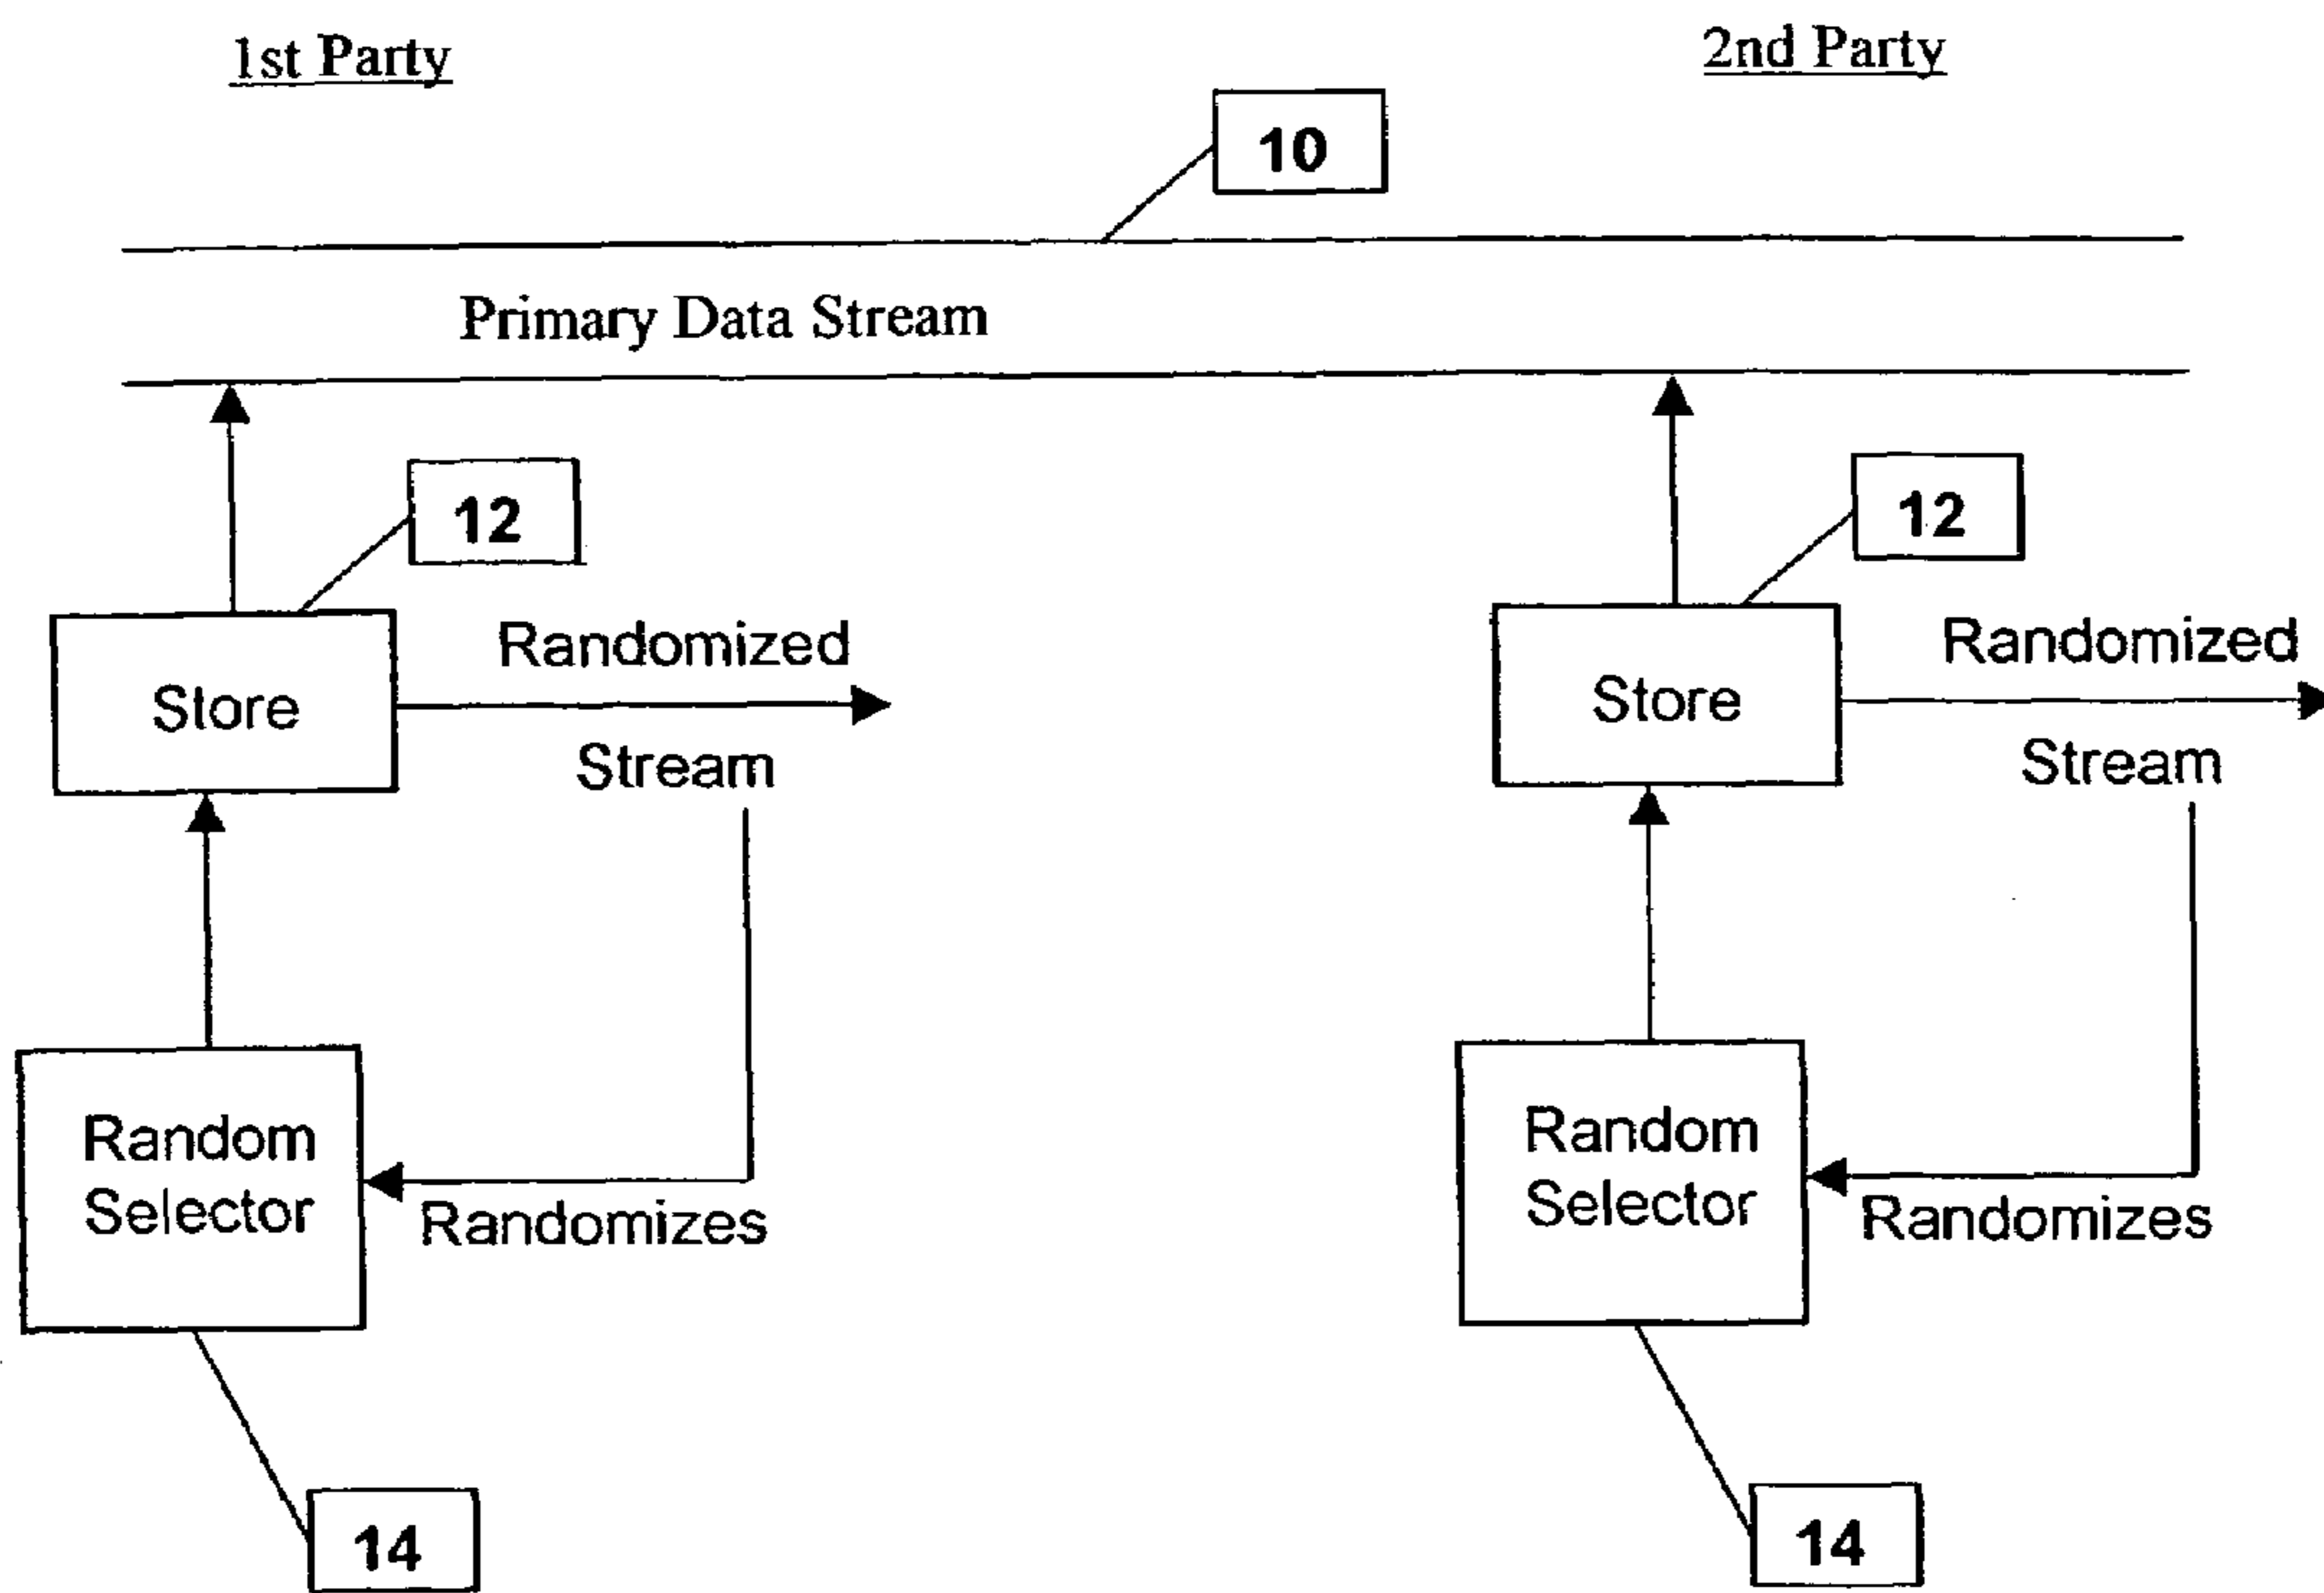 1st Party
2nd Party
10
Primary Data Stream
12
12
Randomized
Randomized
Store
Store
Stream
Stream
Random
Selector
Random
Selector
Randomizes
Randomizes
14
14